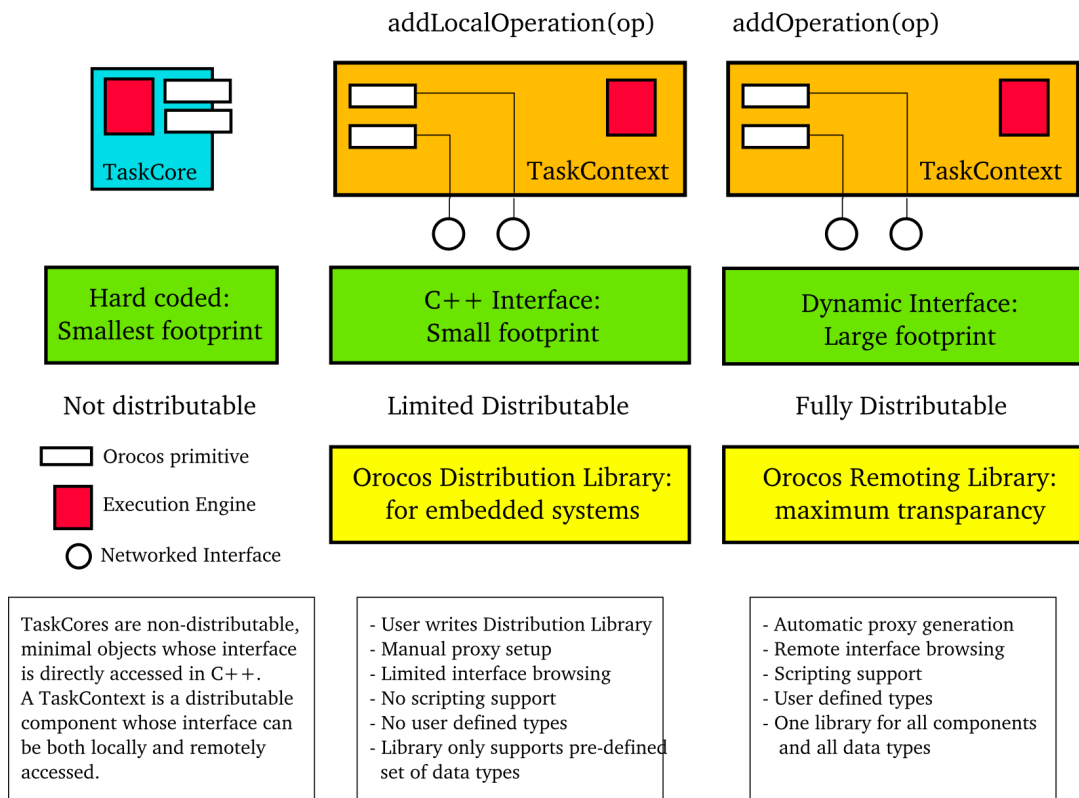 addLocalOperation(op)
addOperation(op)
TaskCore
TaskContext
TaskContext
Hard coded:
Smallest footprint
C++ Interface:
Small footprint
Dynamic Interface:
Large footprint
Not distributable
Limited Distributable
Fully Distributable
Orocos primitive
Execution Engine
Networked Interface
Orocos Distribution Library:
for embedded systems
Orocos Remoting Library:
maximum transparancy
TaskCores are non-distributable,
minimal objects whose interface
is directly accessed in C++.
A TaskContext is a distributable
component whose interface can
be both locally and remotely
accessed.
- User writes Distribution Library
- Manual proxy setup
- Limited interface browsing
- No scripting support
- No user defined types
- Library only supports pre-defined
set of data types
- Automatic proxy generation
- Remote interface browsing
- Scripting support
- User defined types
- One library for all components
and all data types